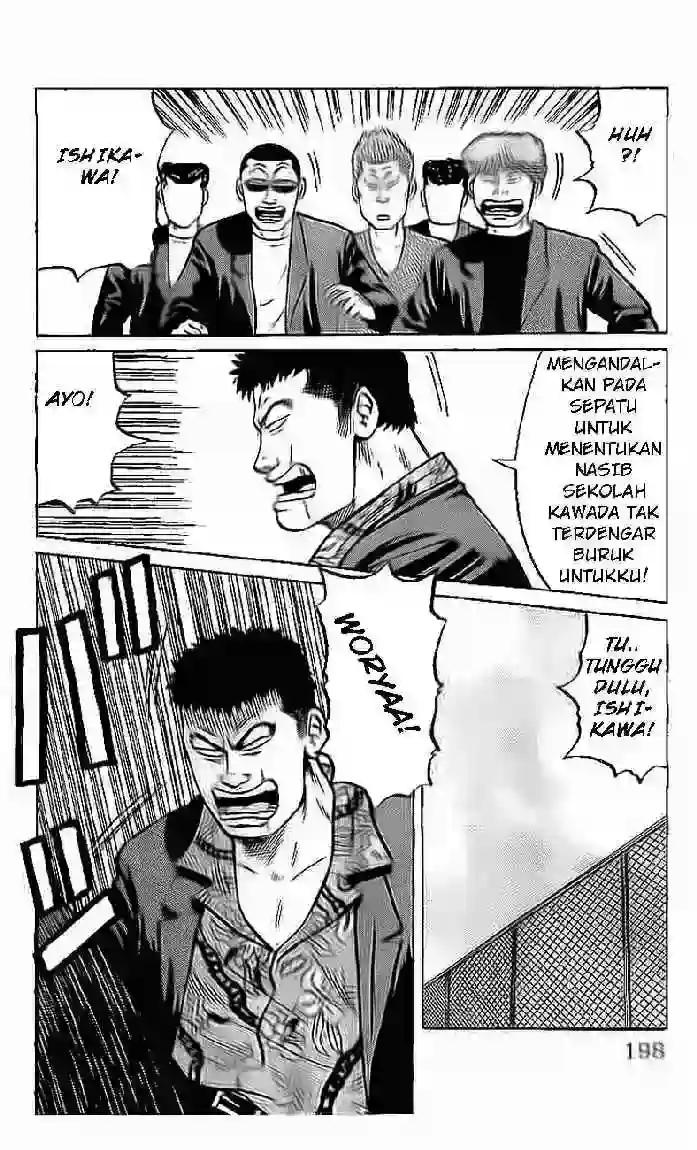 HUH
?!
ISHIKA-
WA!
MENGANDAL-
KAN PADA
SEPATU
UNTUK
MENENTUKAN
NASIB
SEKOLAH
KAWADA TAK
TERDENGAR
BURUK
UNTUKKU!
AYO!
TU..
TUNGGU
DULU,
ISHI-
KAWA!
WORYAA!
198